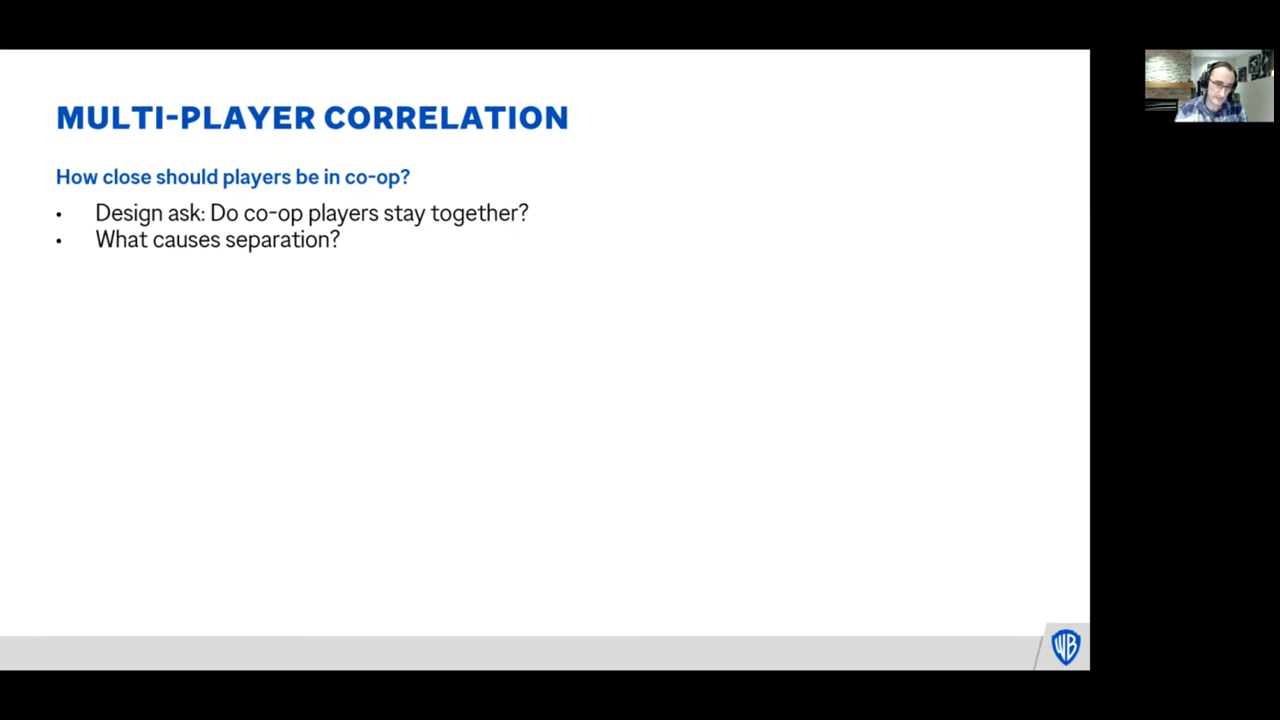 MULTI-PLAYER CORRELATION
How close should players be in co-op?
• Design ask: Do co-op players stay together?
• What causes separation?
WB